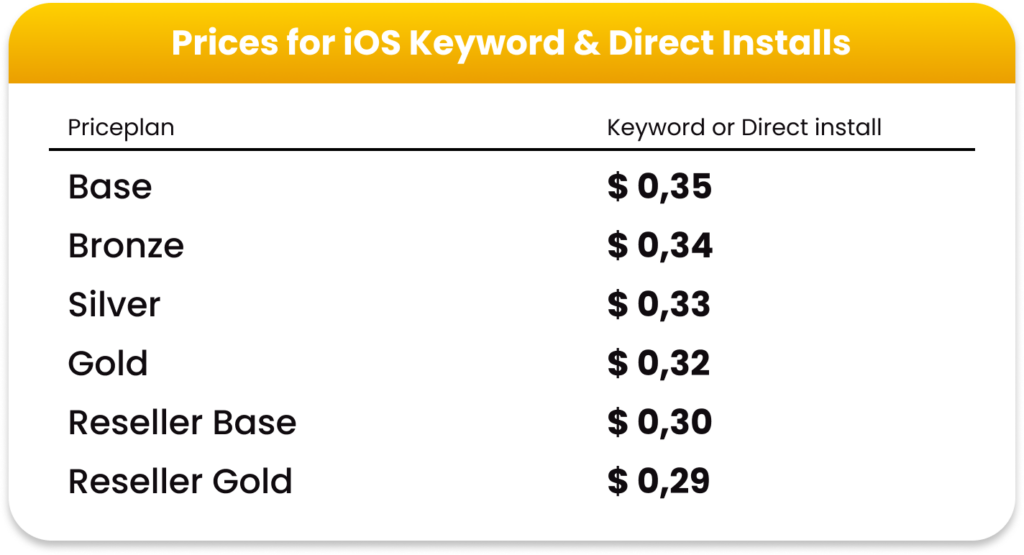 Prices for iOS Keyword & Direct Installs
Priceplan Keyword or Direct install
Base $ 0,35
Bronze $ 0,34
Silver $ 0,33
Gold $ 0,32
Reseller Base $ 0,30
Reseller Gold $ 0,29